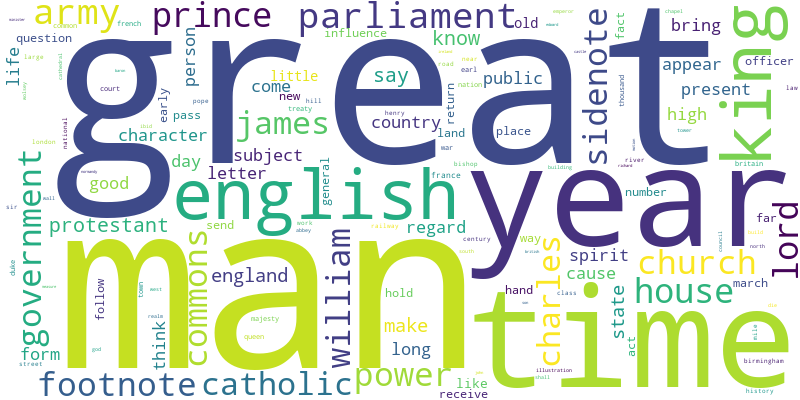 great
man
year
time
english
king
parliament
prince
army
sidenote
james
government
lord
commons
william
charles
church
house
power
catholic
footnote
protestant
england
country
character
subject
letter
person
life
question
influence
know
old
bring
fact
appear
officer
present
public
say
come
little
new
early
pass
court
return
land
place
high
day
good
general
regard
number
spirit
cause
state
march
far
way
hand
hold
make
long
like
receive
act
think
follow
form
send
work
abbey
queen
majesty
town
realm
god
street
duke
sir
wall
london
national
large
common
french
pope
hill
treaty
henry
war
near
earl
road
nation
bishop
france
century
railway
class
illustration
shall
south
building
river
richard
thousand
tower
britain
law
chapel
castle
emperor
council
north
mile
birmingham
history
cathedral
ibid